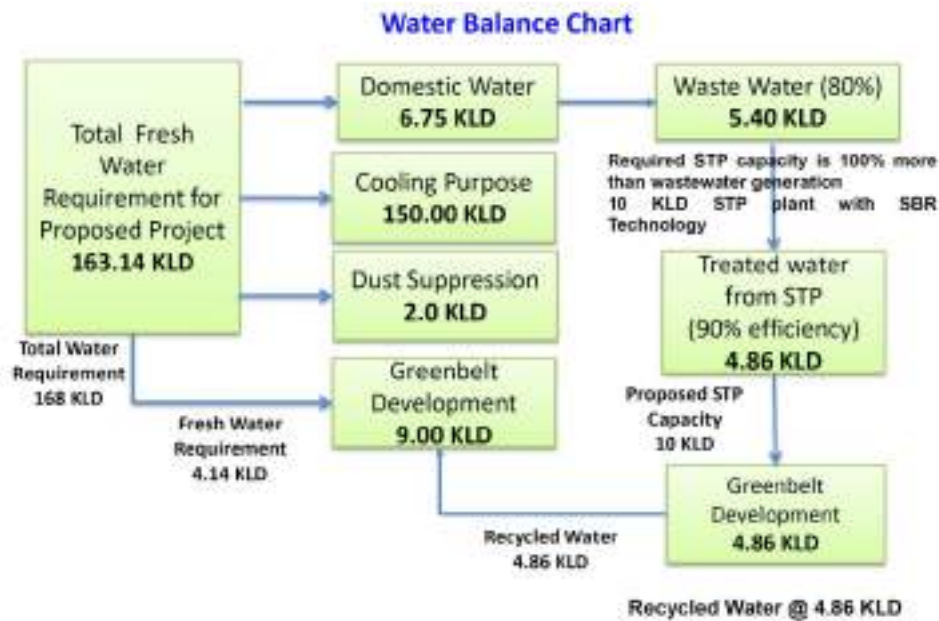 Water Balance Chart
Total Fresh
Water
Requirement for
Proposed Project
163.14 KLD
Domestic Water
6.75 KLD
Waste Water (80%)
5.40 KLD
Cooling Purpose
150.00 KLD
Required STP capacity is 100% more
than wastewater generation
10 KLD STP plant with SBR
Technology
Dust Suppression
2.0 KLD
Treated water
from STP
(90% efficiency)
4.86 KLD
Total Water
Requirement
168 KLD
Greenbelt
Development
9.00 KLD
Fresh Water
Requirement
4.14 KLD
Proposed STP
Capacity
10 KLD
Greenbelt
Development
4.86 KLD
Recycled Water
4.86 KLD
Recycled Water @ 4.86 KLD